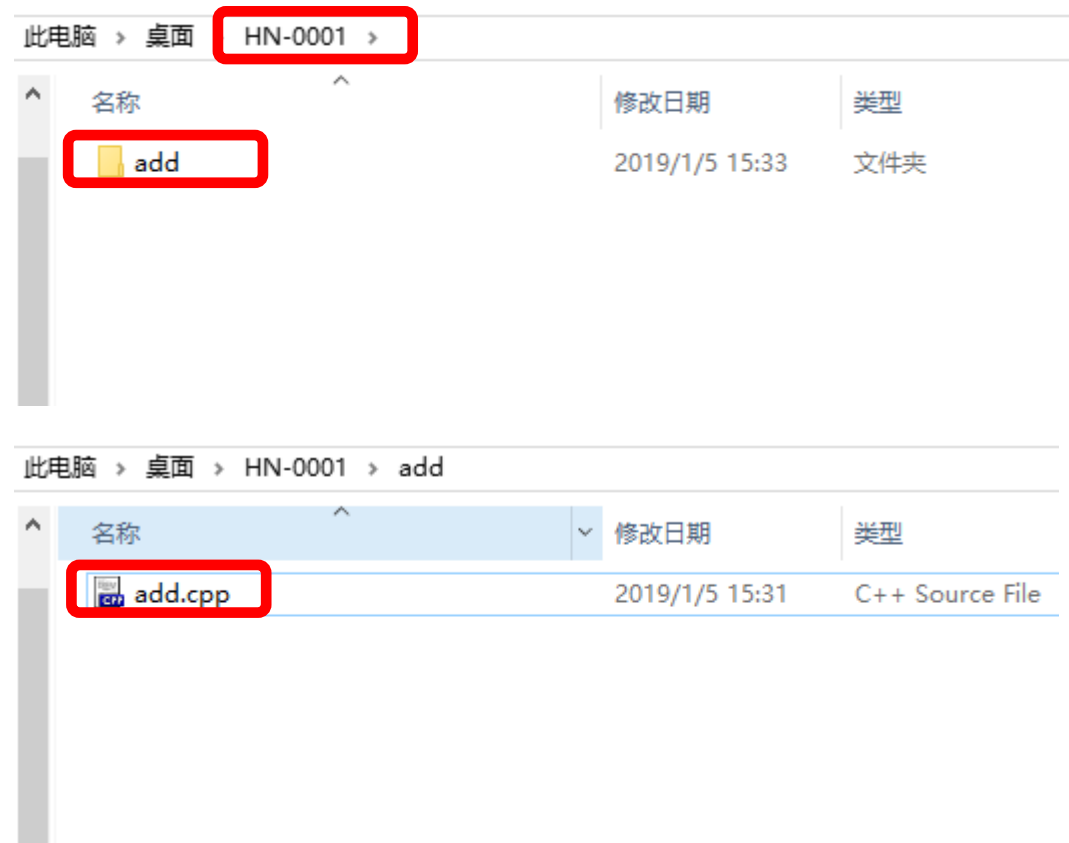 此电脑 > 桌面 HN-0001 >
名称 修改日期 类型
add 2019/1/5 15:33 文件夹
此电脑 > 桌面 > HN-0001 > add
名称 修改日期 类型
add.cpp 2019/1/5 15:31 C++ Source File